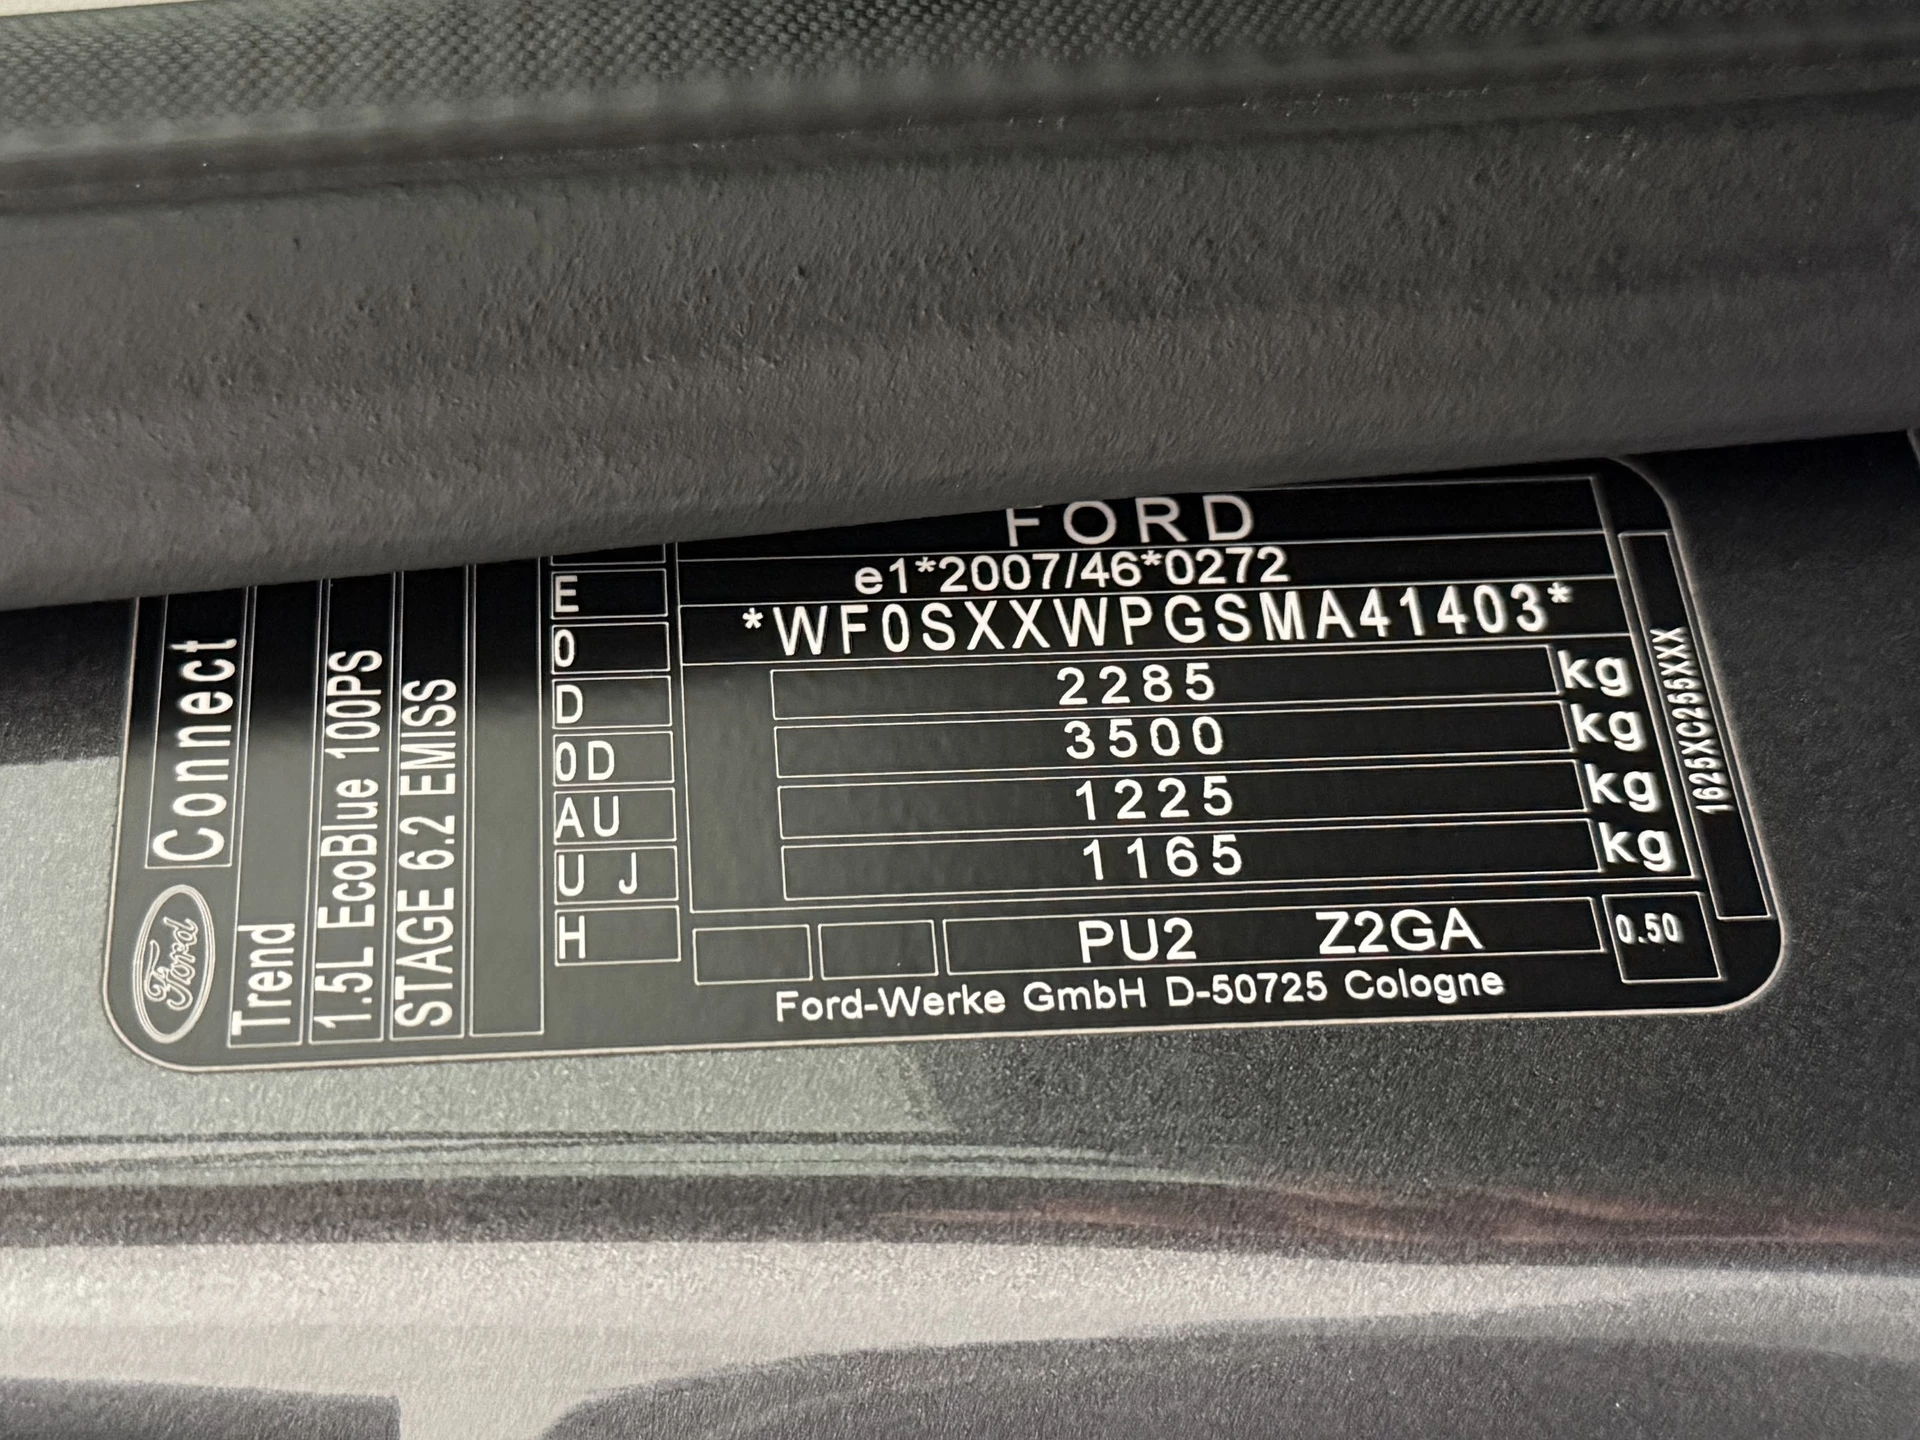 FORD
e1*2007/46*0272
*WF0SXXWPGSMA41403*
2285 kg
3500 kg
1225 kg
1165 kg
PU2 Z2GA
0.50
Ford-Werke GmbH D-50725 Cologne
E
0
D
0D
AU
U J
H
Ford Connect
Trend
1.5L EcoBlue 100PS
STAGE 6.2 EMISS
1625XC255XXX